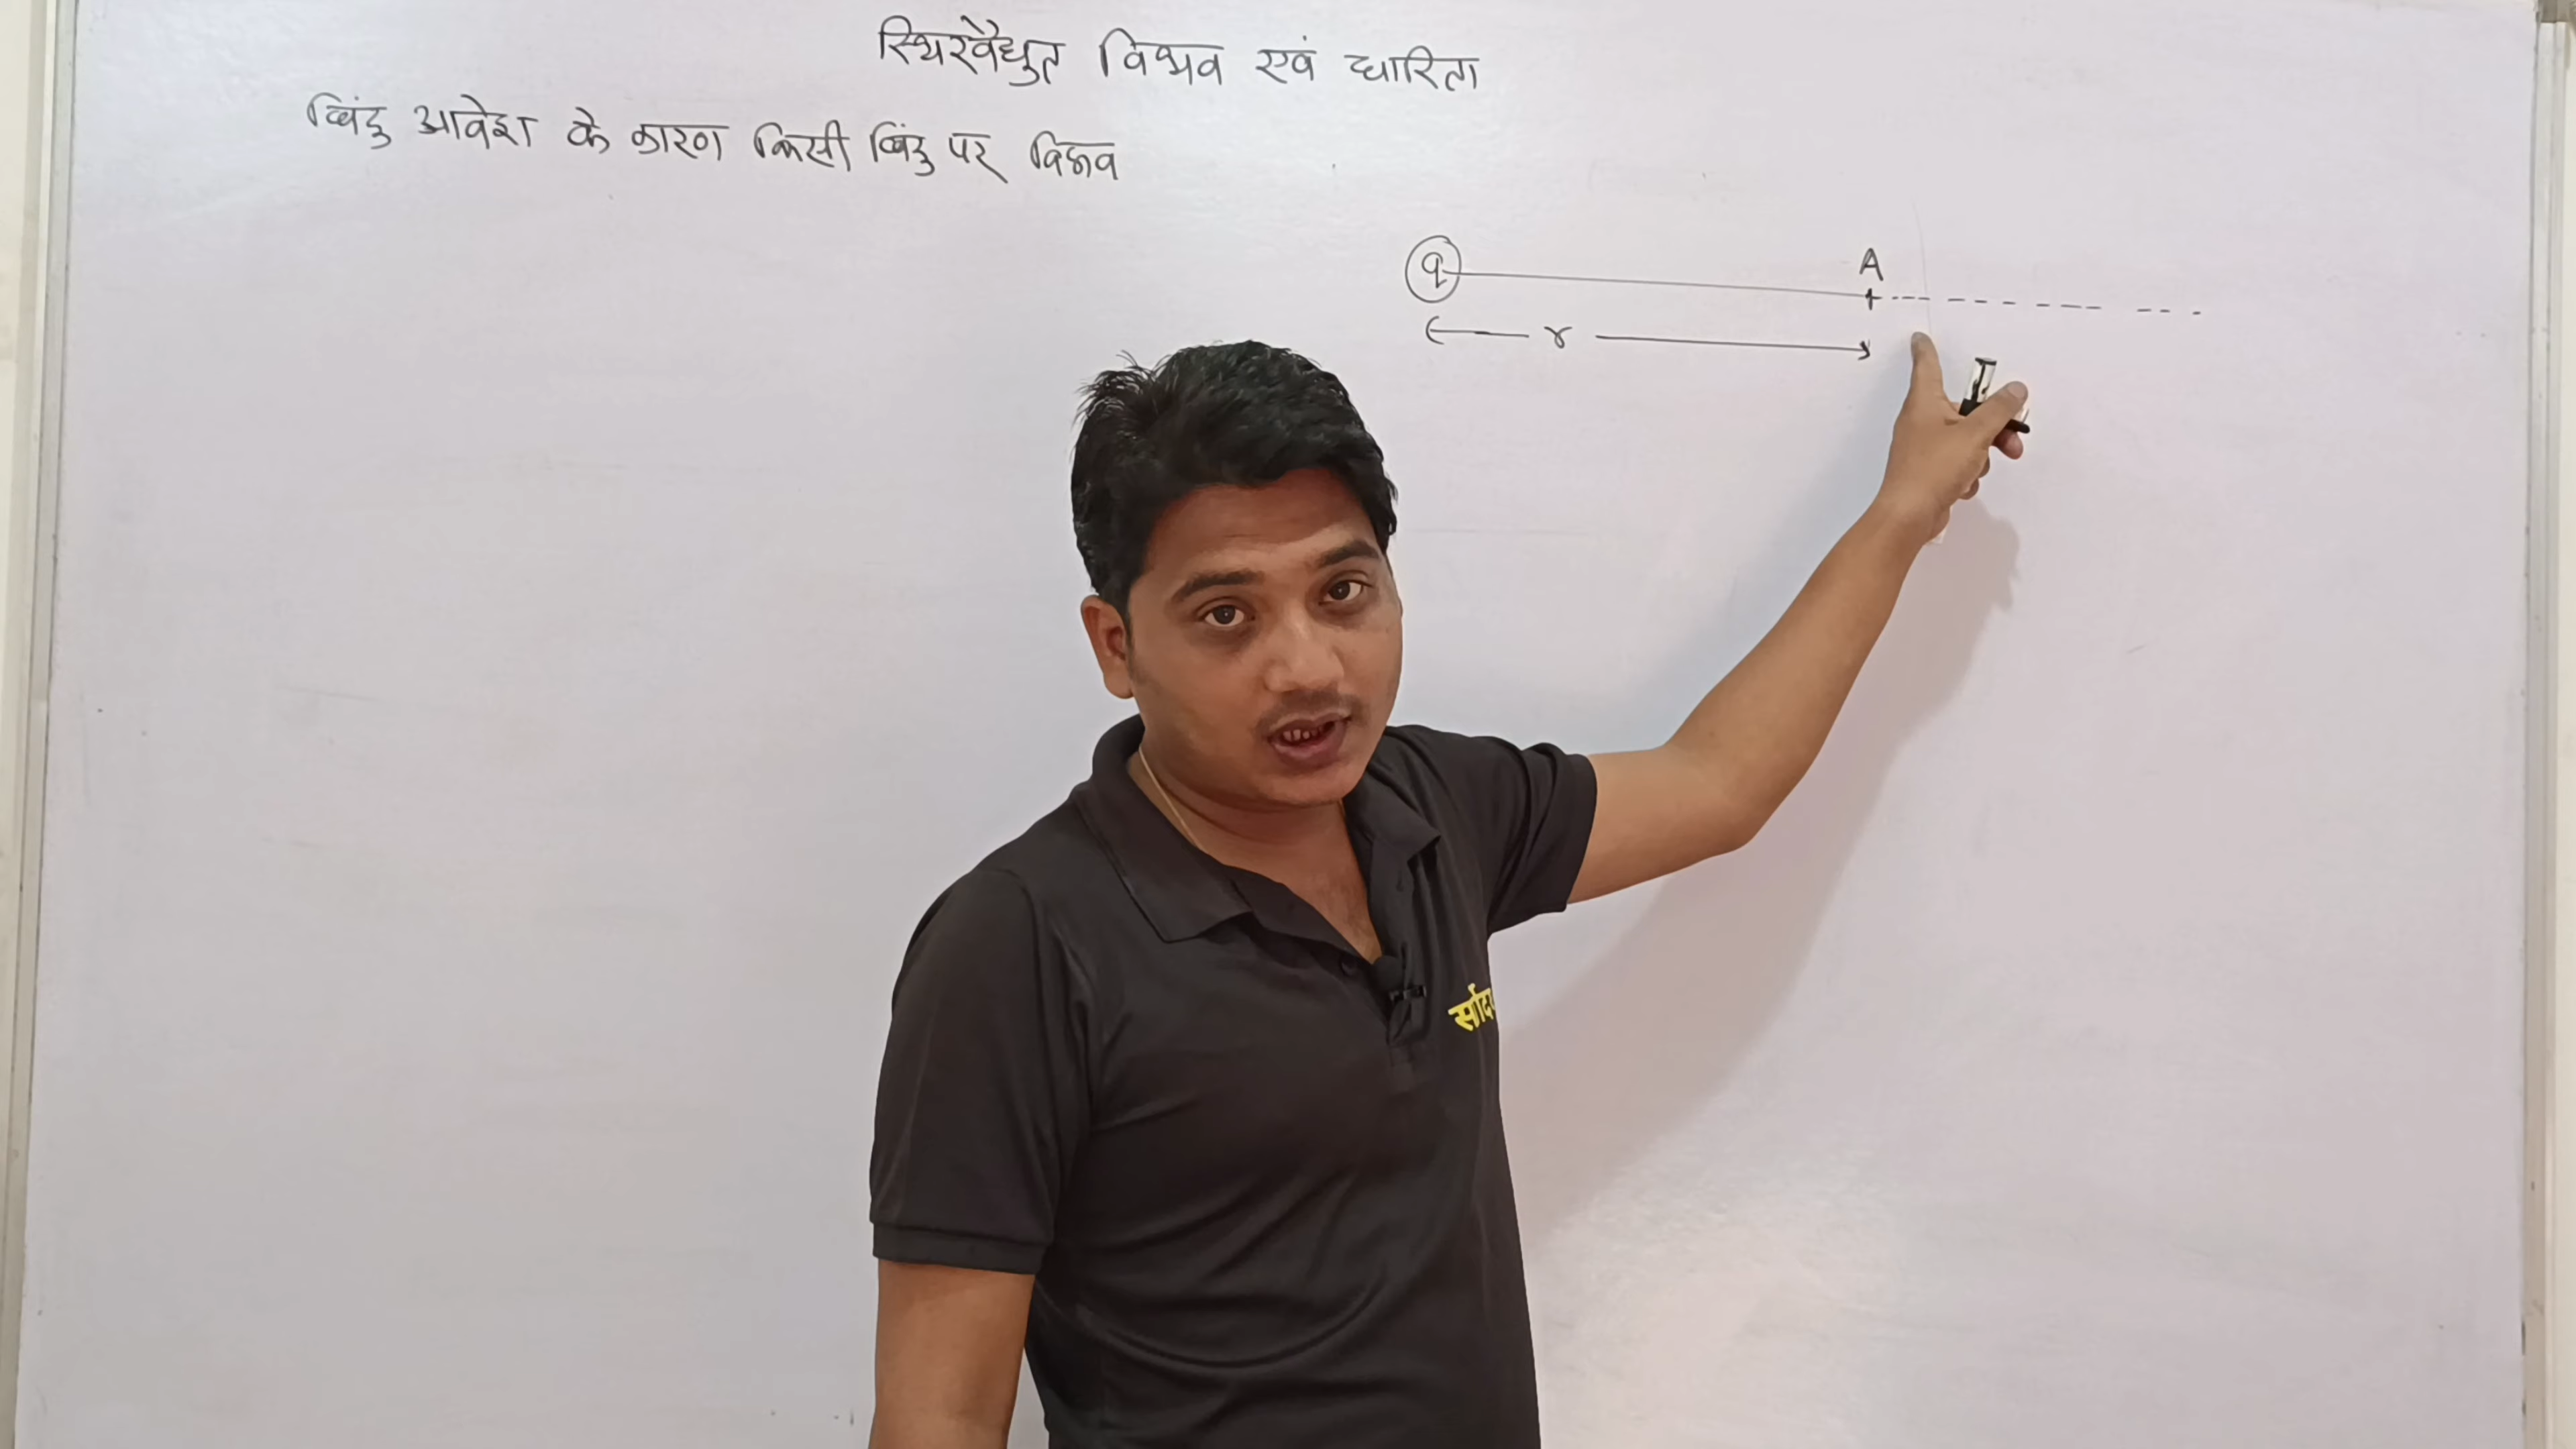 स्थिरवैद्युत विभव एवं धारिता
बिंदु आवेश के कारण किसी बिंदु पर विभव
q
A
r